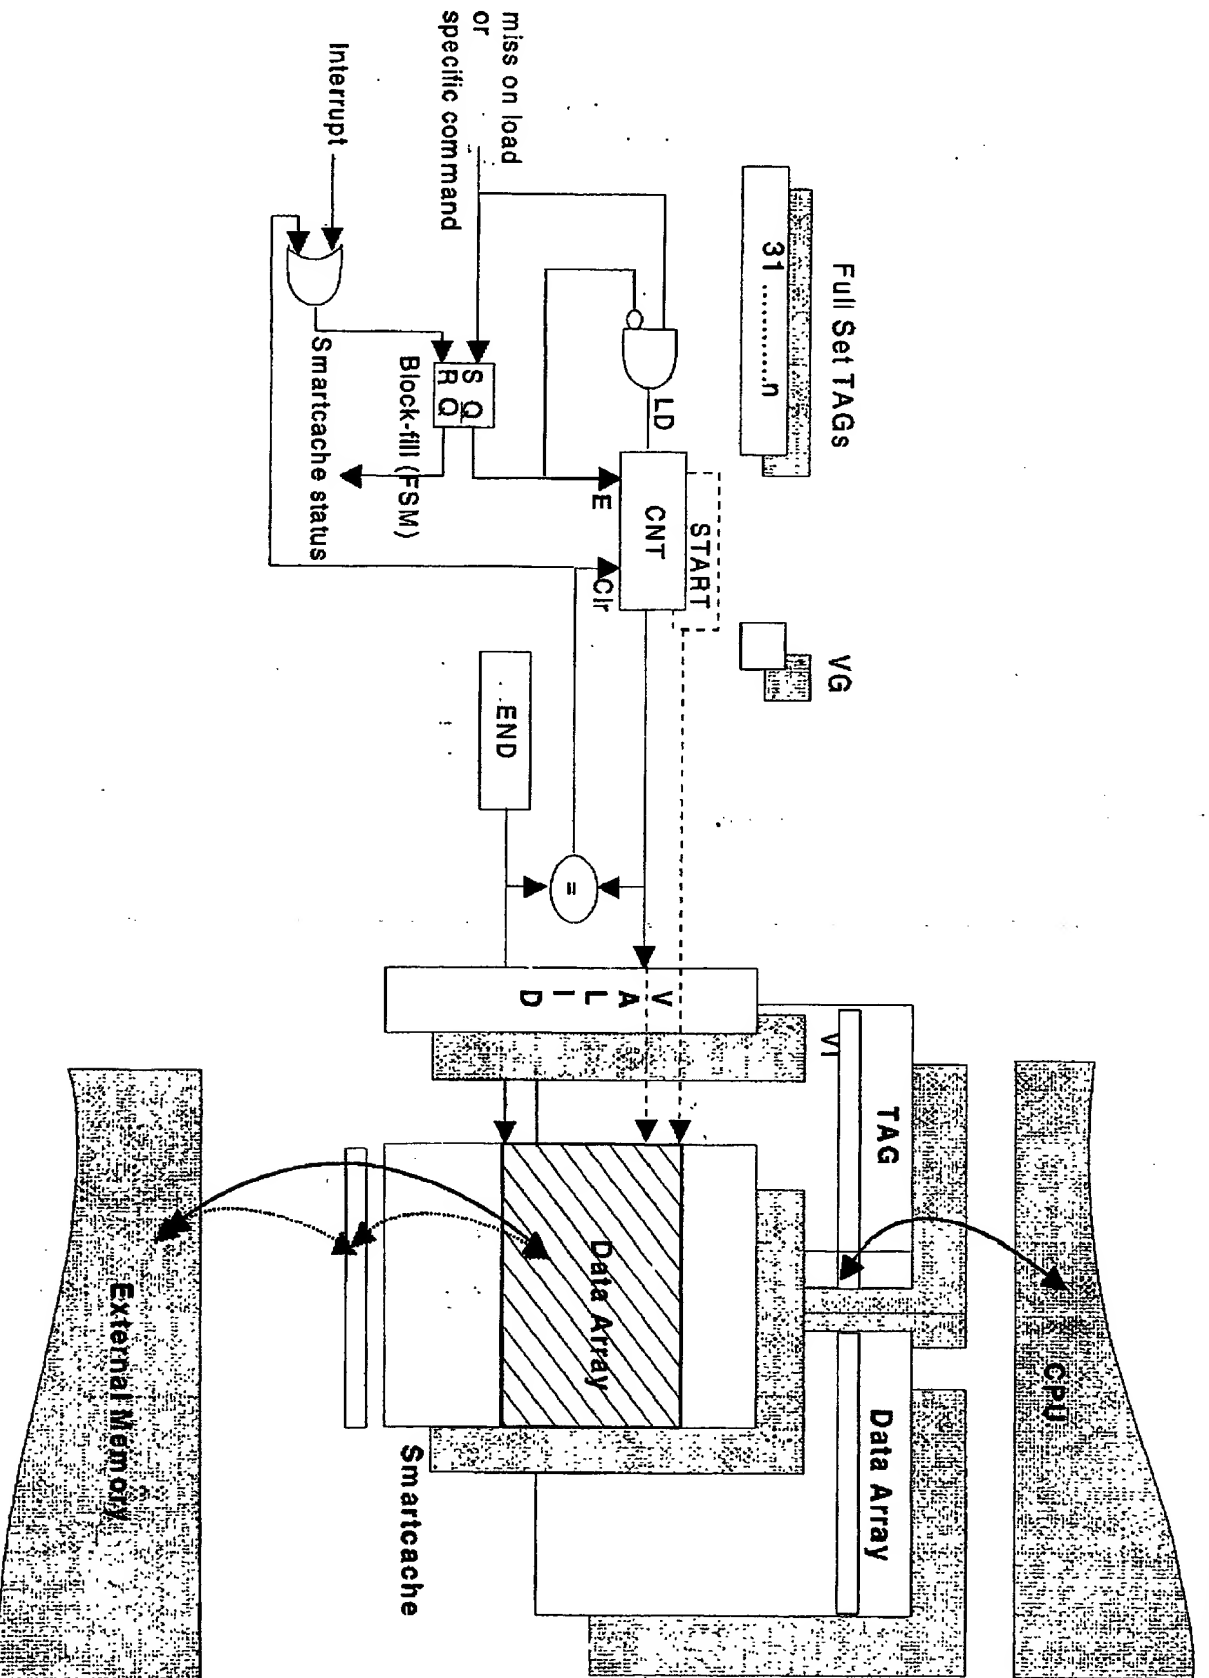 Full Set TAGs
31 ............n
VG
miss on load
or
specific command
Interrupt
LD
START
CNT
E
Clr
S Q
R Q
Block-fill (FSM)
Smartcache status
END
=
VALID
VI
TAG
Data Array
Data Array
Smartcache
CPU
External Memory